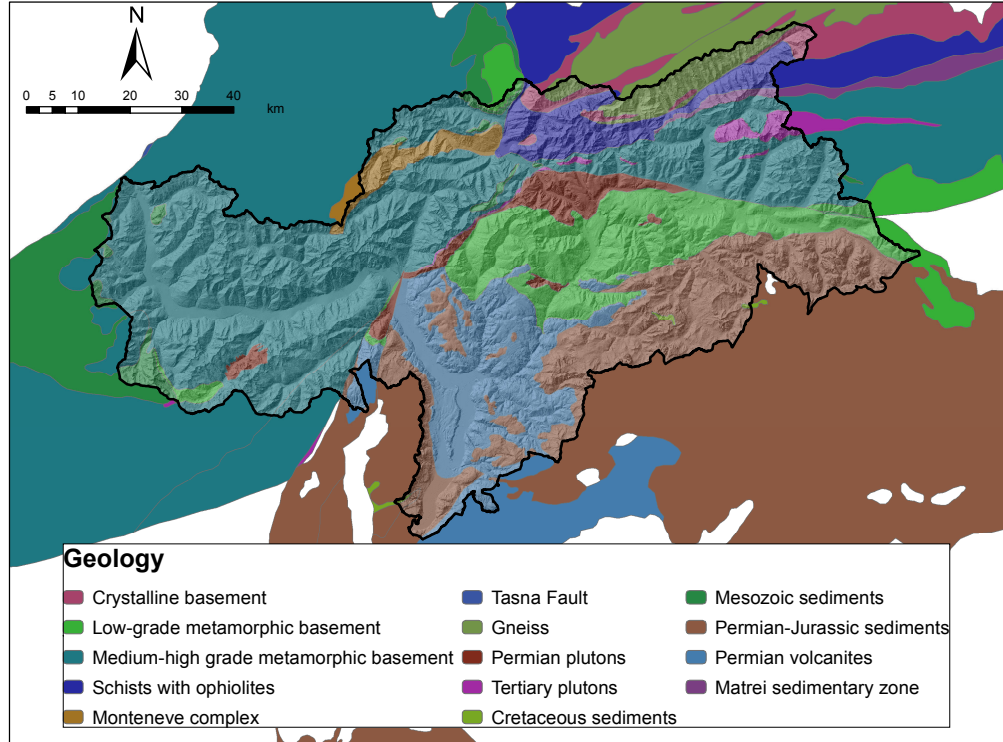 N
0 5 10 20 30 40
km
Geology
Crystalline basement
Low-grade metamorphic basement
Medium-high grade metamorphic basement
Schists with ophiolites
Monteneve complex
Tasna Fault
Gneiss
Permian plutons
Tertiary plutons
Cretaceous sediments
Mesozoic sediments
Permian-Jurassic sediments
Permian volcanites
Matrei sedimentary zone